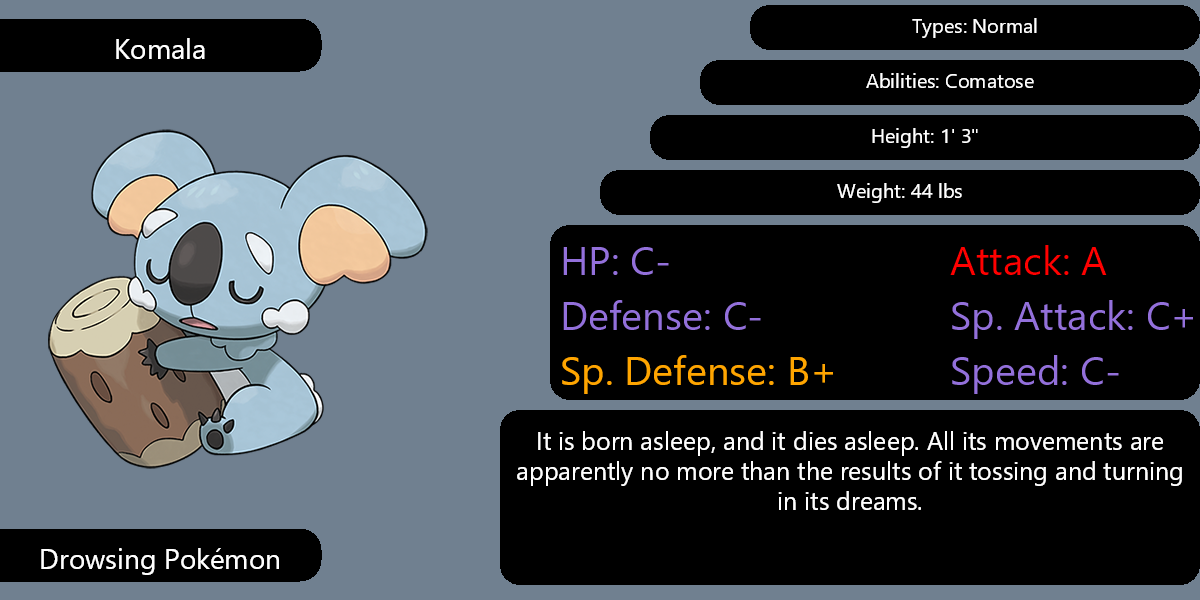 Komala
Types: Normal
Abilities: Comatose
Height: 1' 3"
Weight: 44 lbs
HP: C-
Attack: A
Defense: C-
Sp. Attack: C+
Sp. Defense: B+
Speed: C-
It is born asleep, and it dies asleep. All its movements are
apparently no more than the results of it tossing and turning
in its dreams.
Drowsing Pokémon